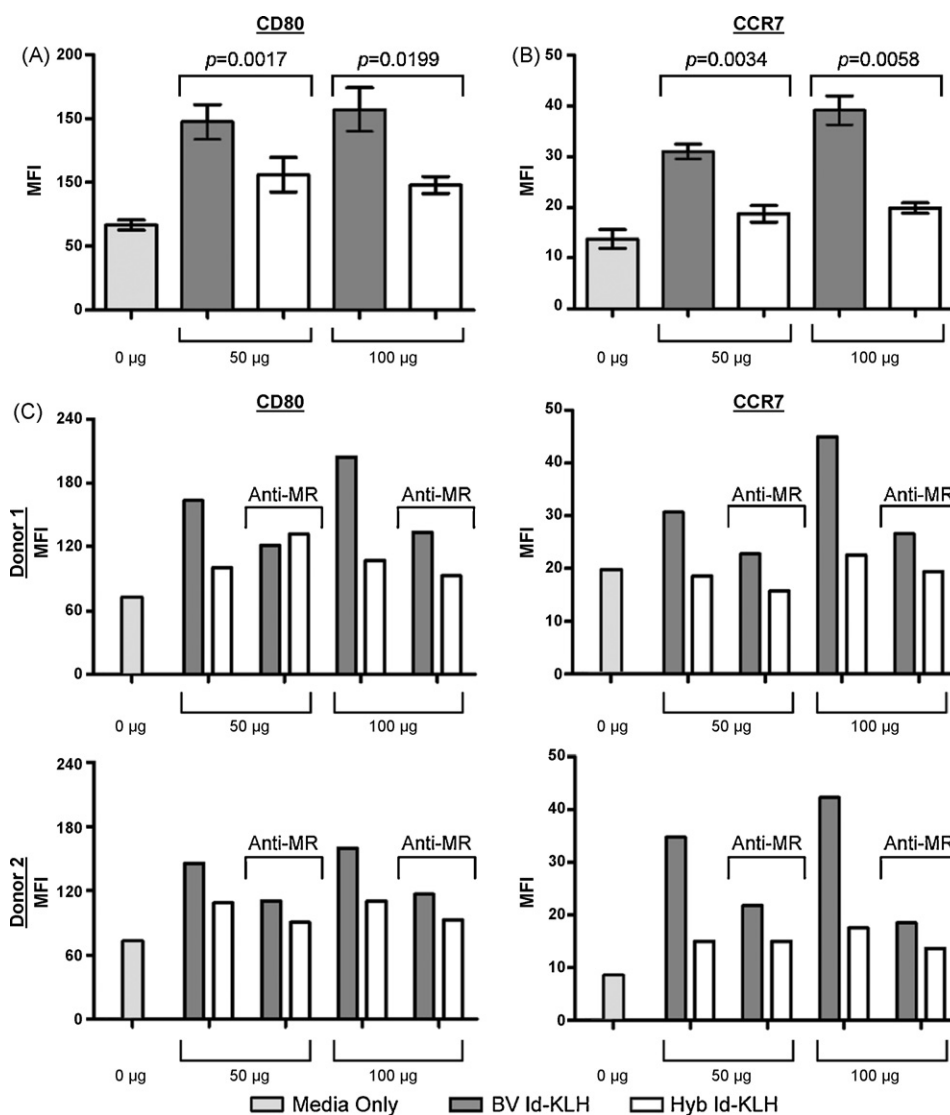 CD80
CCR7
(A)
200
p=0.0017
p=0.0199
150
MFI
150
50
0
0 μg
50 μg
100 μg
(B)
50
p=0.0034
p=0.0058
40
30
MFI
20
10
0
0 μg
50 μg
100 μg
(C)
CD80
CCR7
240
180
Anti-MR
Anti-MR
Donor 1
MFI
120
60
0
0 μg
50 μg
100 μg
50
40
Anti-MR
Anti-MR
30
MFI
20
10
0
0 μg
50 μg
100 μg
240
180
Anti-MR
Anti-MR
Donor 2
MFI
120
60
0
0 μg
50 μg
100 μg
50
40
Anti-MR
Anti-MR
30
MFI
20
10
0
0 μg
50 μg
100 μg
Media Only BV Id-KLH Hyb Id-KLH